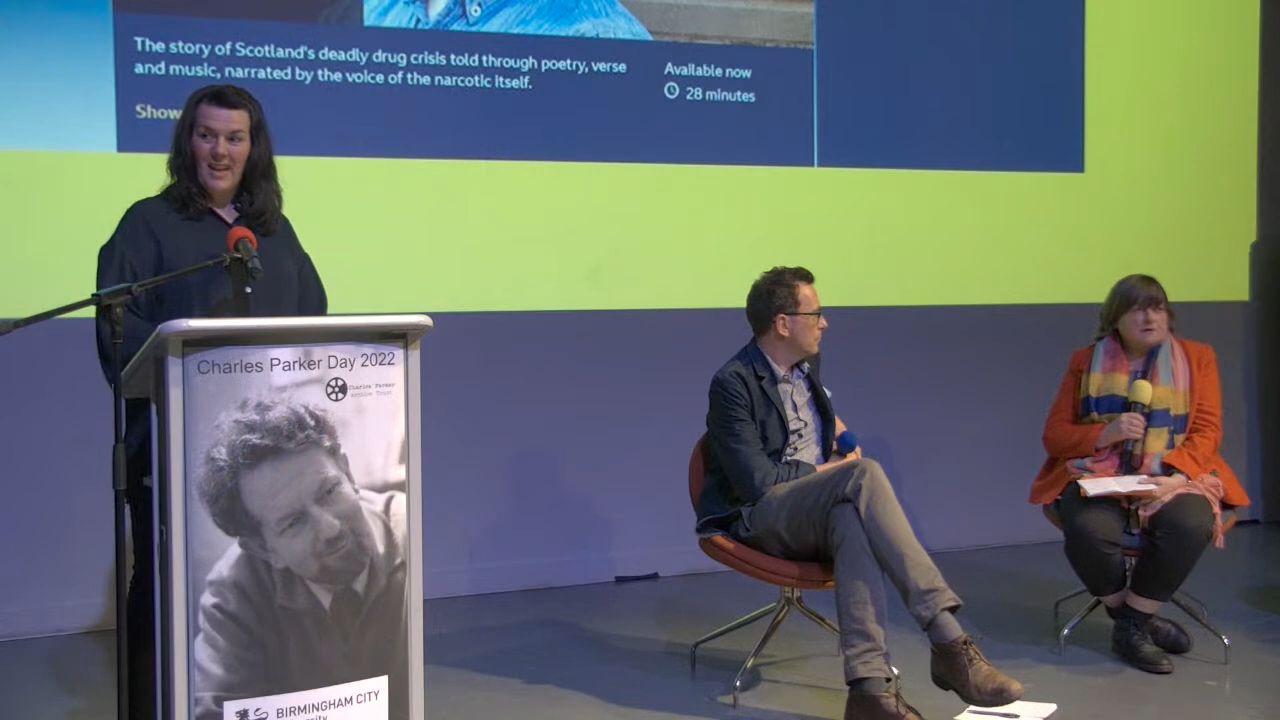 The story of Scotland's deadly drug crisis told through poetry, verse
and music, narrated by the voice of the narcotic itself.
Available now
28 minutes
Show
Charles Parker Day 2022
Charles Parker
Archive Trust
BIRMINGHAM CITY